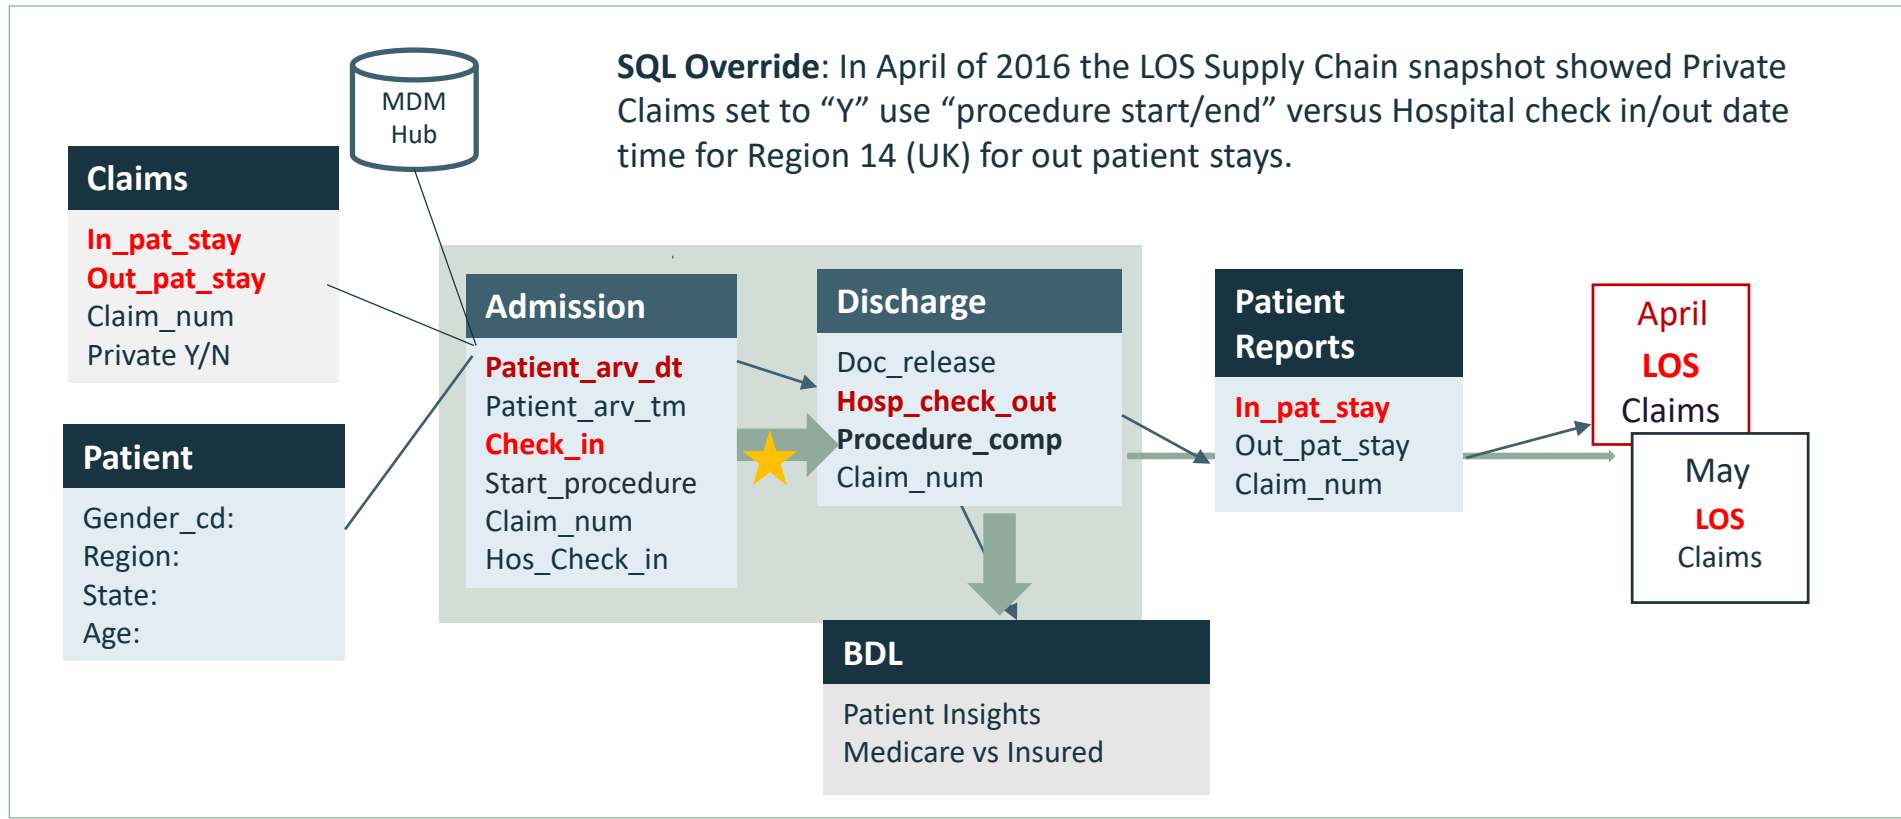 SQL Override: In April of 2016 the LOS Supply Chain snapshot showed Private
Claims set to “Y” use “procedure start/end” versus Hospital check in/out date
time for Region 14 (UK) for out patient stays.
MDM
Hub
Claims
In_pat_stay
Out_pat_stay
Claim_num
Private Y/N
Patient
Gender_cd:
Region:
State:
Age:
Admission
Patient_arv_dt
Patient_arv_tm
Check_in
Start_procedure
Claim_num
Hos_Check_in
Discharge
Doc_release
Hosp_check_out
Procedure_comp
Claim_num
BDL
Patient Insights
Medicare vs Insured
Patient
Reports
In_pat_stay
Out_pat_stay
Claim_num
April
LOS
Claims
May
LOS
Claims